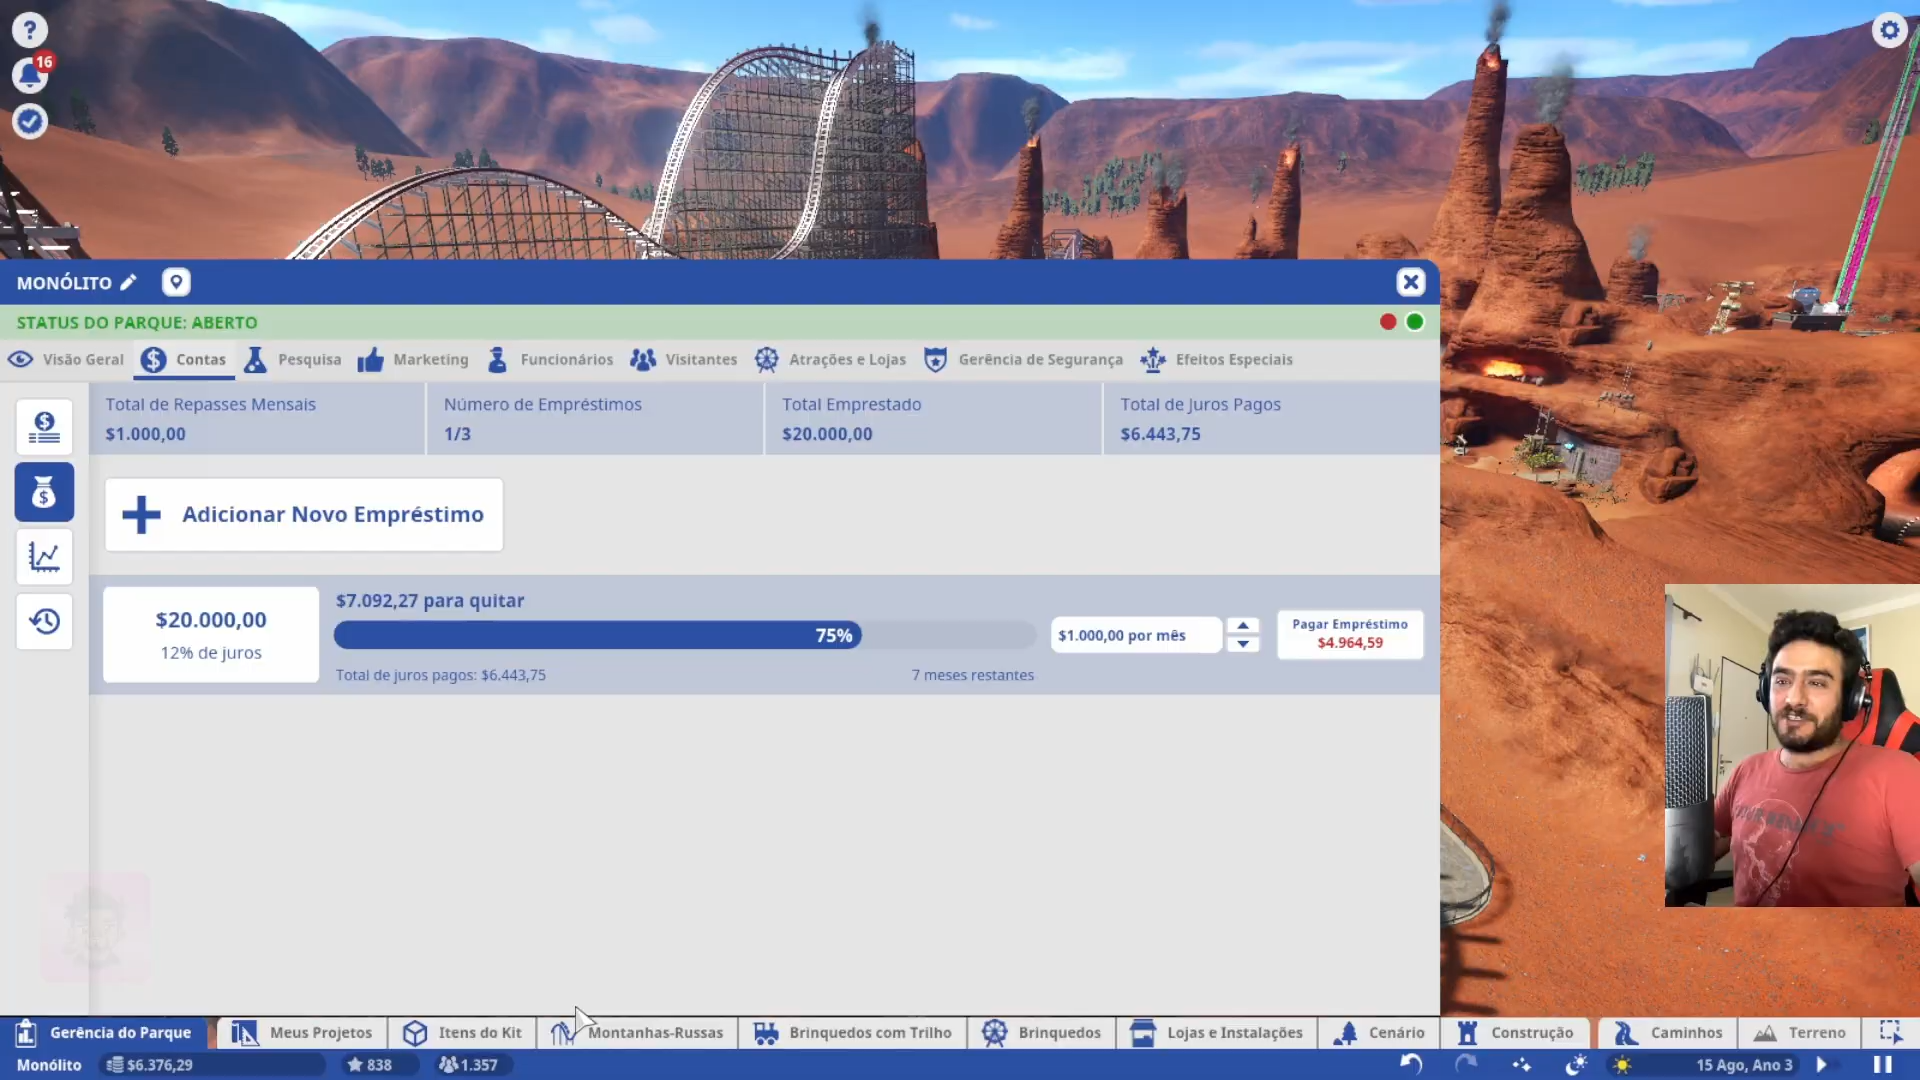 ?
16
MONÓLITO
STATUS DO PARQUE: ABERTO
Visão Geral
Contas
Pesquisa
Marketing
Funcionários
Visitantes
Atrações e Lojas
Gerência de Segurança
Efeitos Especiais
Total de Repasses Mensais
$1.000,00
Número de Empréstimos
1/3
Total Emprestado
$20.000,00
Total de Juros Pagos
$6.443,75
Adicionar Novo Empréstimo
$20.000,00
12% de juros
$7.092,27 para quitar
75%
Total de juros pagos: $6.443,75
7 meses restantes
$1.000,00 por mês
Pagar Empréstimo
$4.964,59
Gerência do Parque
Meus Projetos
Itens do Kit
Montanhas-Russas
Brinquedos com Trilho
Brinquedos
Lojas e Instalações
Cenário
Construção
Caminhos
Terreno
Monólito
$6.376,29
838
1.357
15 Ago, Ano 3